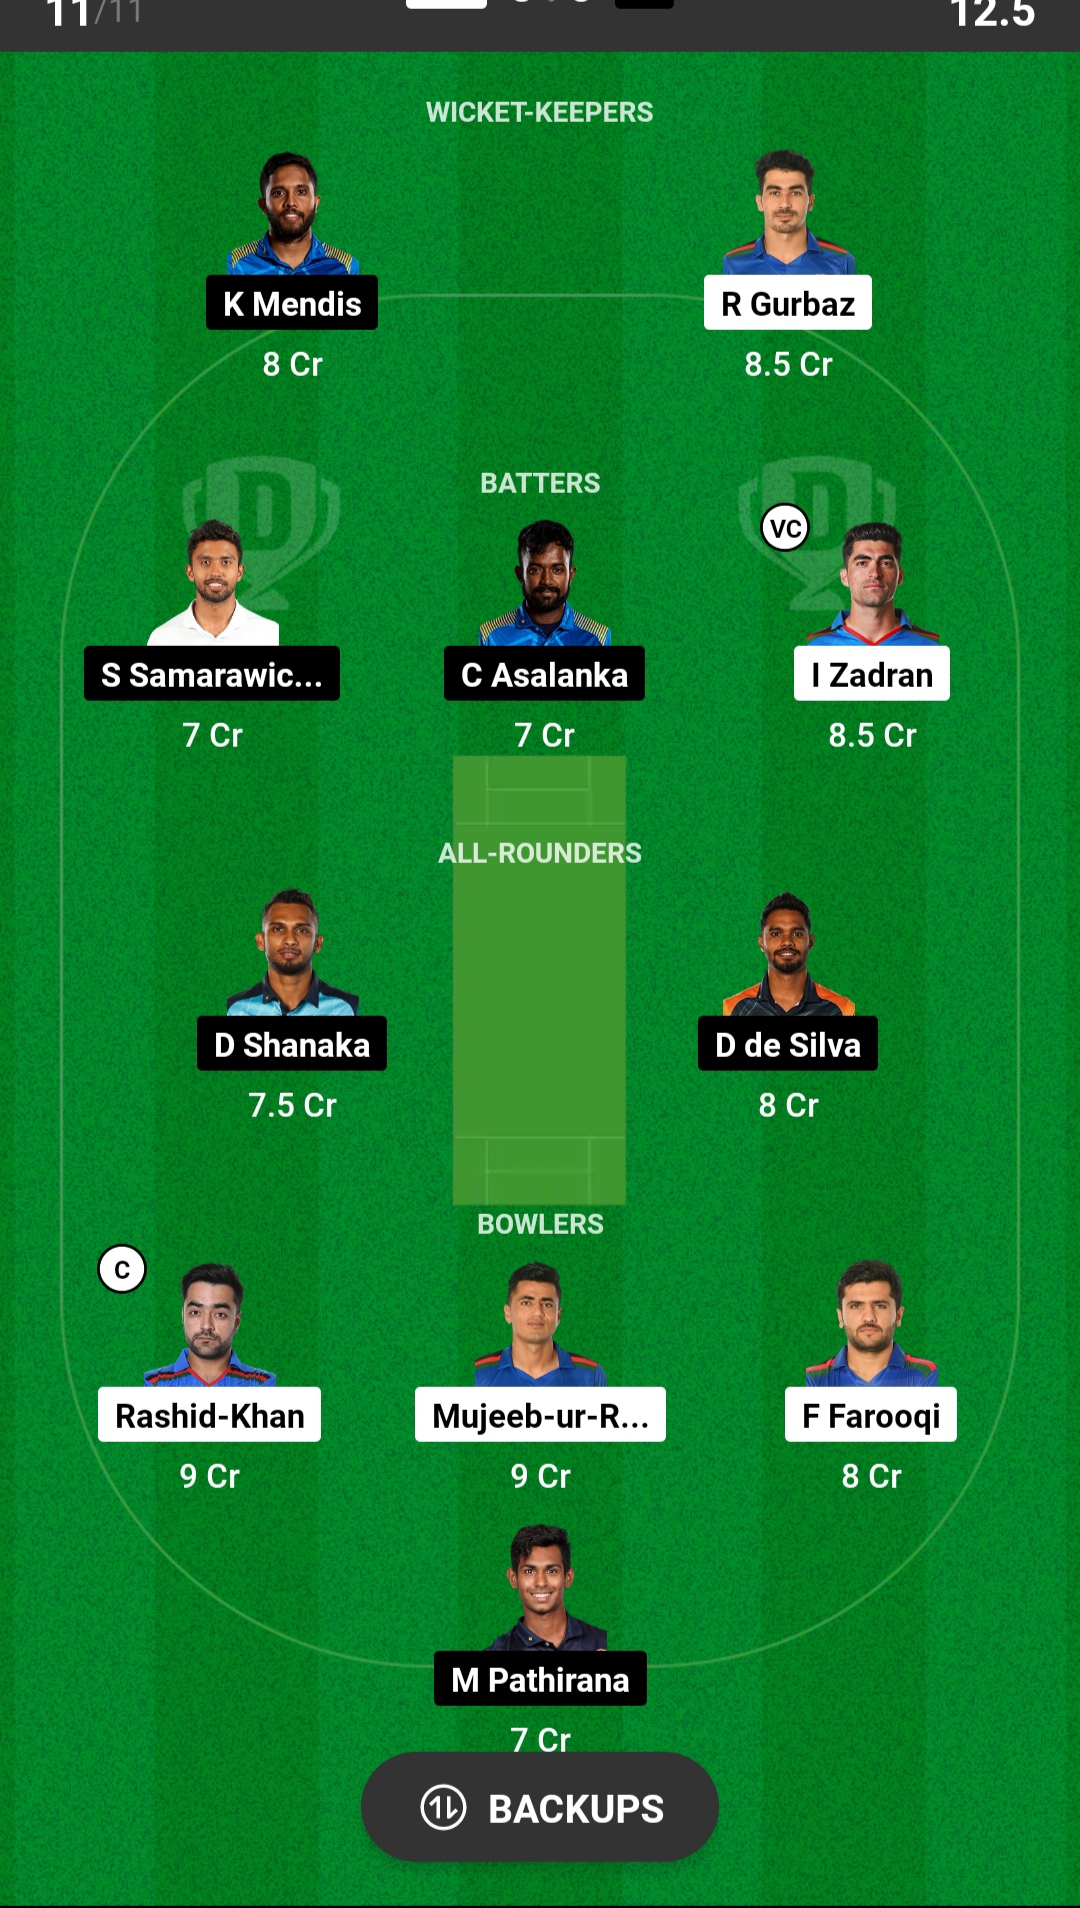 11/11
12.5
WICKET-KEEPERS
K Mendis
R Gurbaz
8 Cr
8.5 Cr
BATTERS
VC
S Samarawic...
C Asalanka
I Zadran
7 Cr
7 Cr
8.5 Cr
ALL-ROUNDERS
D Shanaka
D de Silva
7.5 Cr
8 Cr
BOWLERS
C
Rashid-Khan
Mujeeb-ur-R...
F Farooqi
9 Cr
9 Cr
8 Cr
M Pathirana
7 Cr
BACKUPS